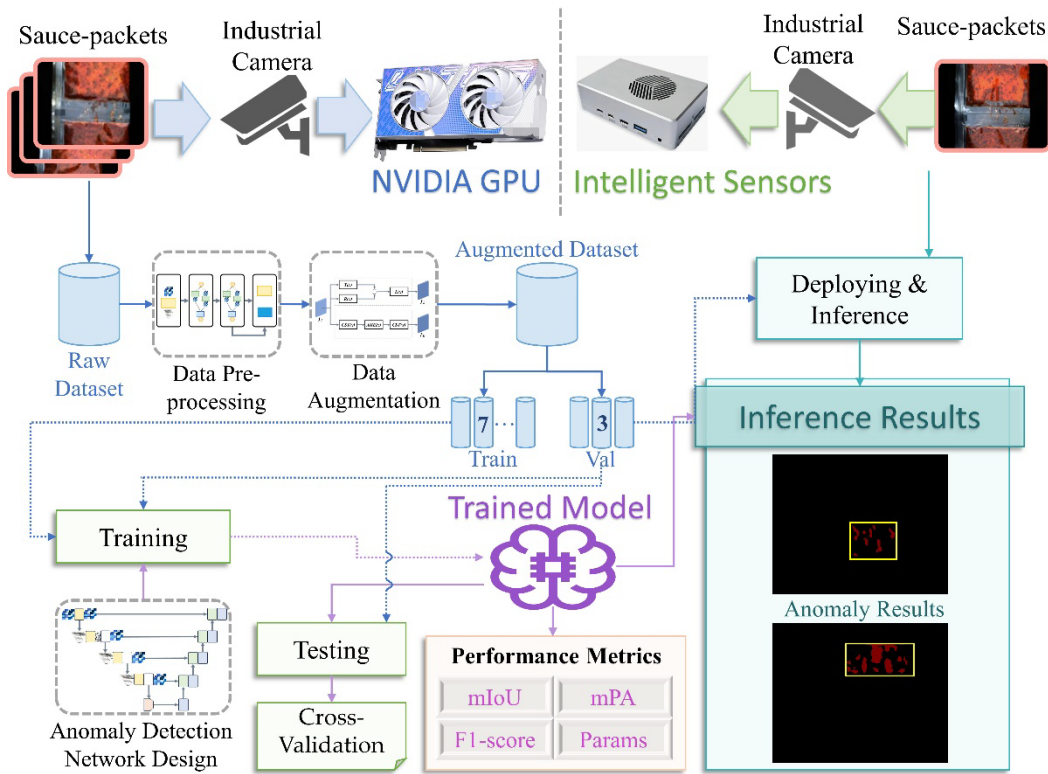 Sauce-packets
Industrial
Camera
Industrial
Camera
Sauce-packets
NVIDIA GPU
Intelligent Sensors
Augmented Dataset
Deploying &
Inference
Raw
Dataset
Data Pre-
processing
Data
Augmentation
7
...
Train
3
Val
Inference Results
Trained Model
Training
Anomaly Results
Testing
Performance Metrics
mIoU
mPA
F1-score
Params
Cross-
Validation
Anomaly Detection
Network Design